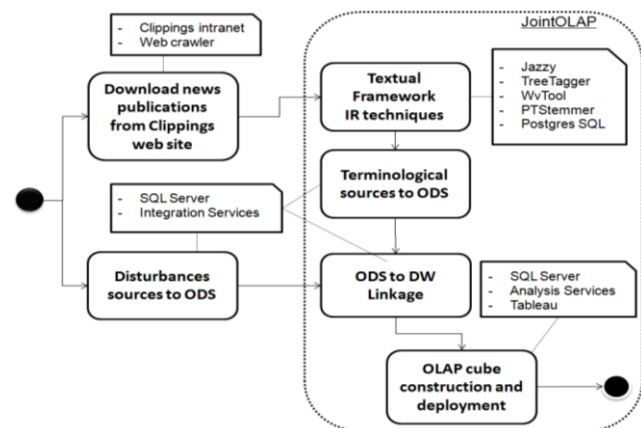 JointOLAP
- Clippings intranet
- Web crawler
Download news
publications
from Clippings
web site
Textual
Framework
IR techniques
- Jazzy
- TreeTagger
- WvTool
- PTStemmer
- Postgres SQL
Terminological
sources to ODS
- SQL Server
- Integration Services
Disturbances
sources to ODS
ODS to DW
Linkage
- SQL Server
- Analysis Services
- Tableau
OLAP cube
construction and
deployment